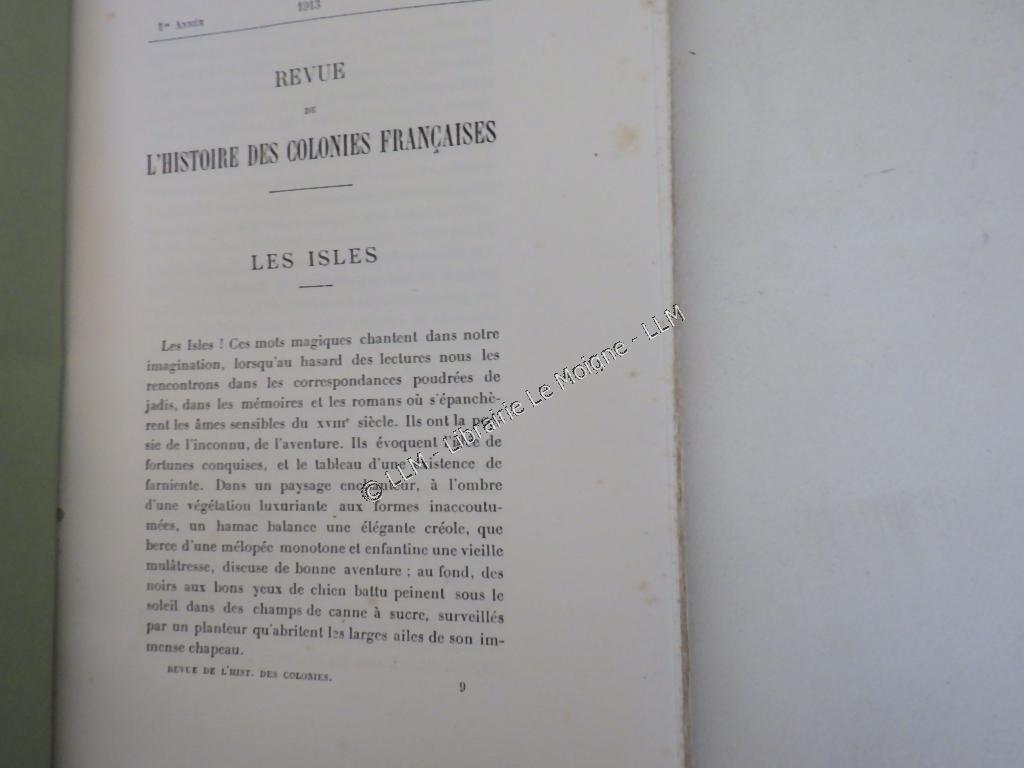 1re ANNÉE
1913
REVUE
DE
L'HISTOIRE DES COLONIES FRANÇAISES
LES ISLES
Les Isles ! Ces mots magiques chantent dans notre
imagination, lorsqu'au hasard des lectures nous les
rencontrons dans les correspondances poudrées de
jadis, dans les mémoires et les romans où s'épanchè-
rent les âmes sensibles du XVIIIe siècle. Ils ont la poé-
sie de l'inconnu, de l'aventure. Ils évoquent l'idée de
fortunes conquises, et le tableau d'une existence de
farniente. Dans un paysage enchanteur, à l'ombre
d'une végétation luxuriante aux formes inaccoutu-
mées, un hamac balance une élégante créole, que
berce d'une mélopée monotone et enfantine une vieille
mulâtresse, diseuse de bonne aventure ; au fond, des
noirs aux bons yeux de chien battu peinent sous le
soleil dans des champs de canne à sucre, surveillés
par un planteur qu'abritent les larges ailes de son im-
mense chapeau.
REVUE DE L'HIST. DES COLONIES.
9
© LLM - Librairie Le Moigne - LLM